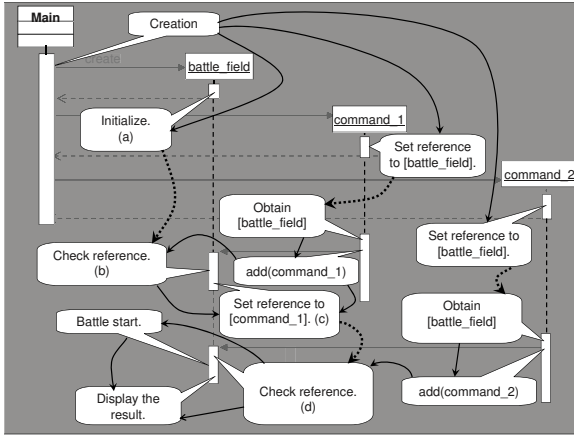 Main
Creation
create
battle_field
Initialize.
(a)
command_1
Set reference
to [battle_field].
command_2
Obtain
[battle_field]
Set reference to
[battle_field].
Check reference.
(b)
add(command_1)
Set reference to
[command_1]. (c)
Obtain
[battle_field]
Battle start.
Check reference.
(d)
add(command_2)
Display the
result.